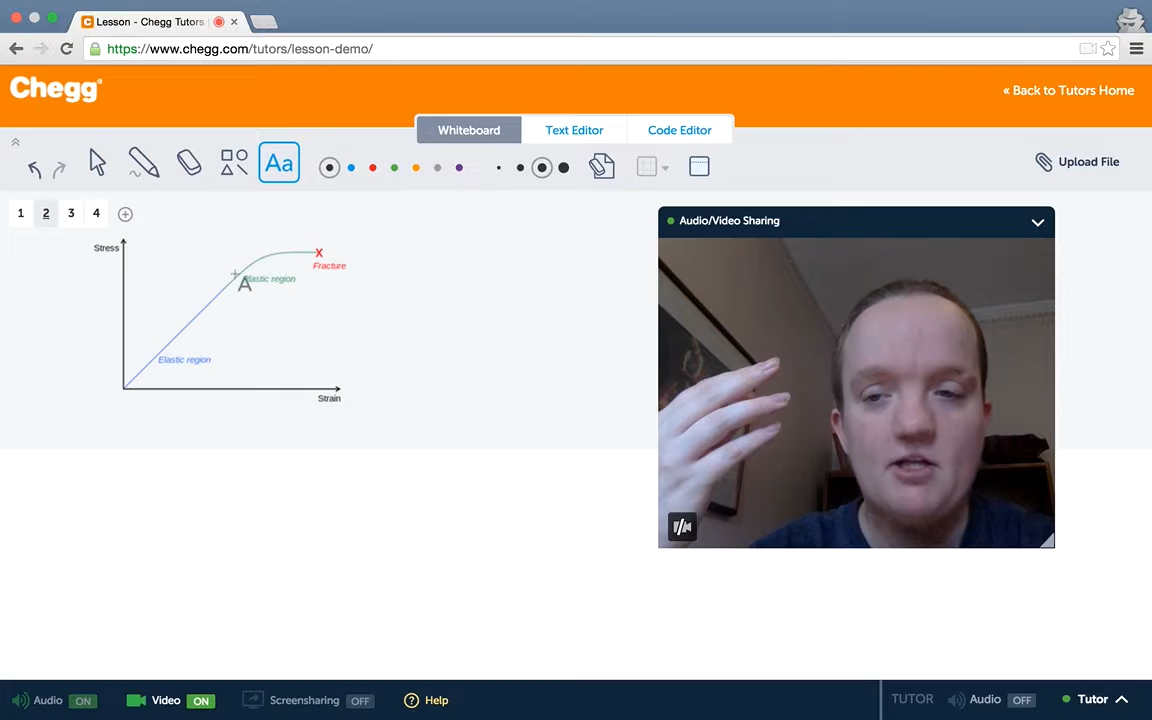 Lesson - Chegg Tutors
https://www.chegg.com/tutors/lesson-demo/
Chegg®
« Back to Tutors Home
Whiteboard Text Editor Code Editor
Aa
Upload File
1 2 3 4
Audio/Video Sharing
Stress
X
Fracture
A
Plastic region
Elastic region
Strain
Audio ON Video ON Screensharing OFF ? Help TUTOR Audio OFF Tutor